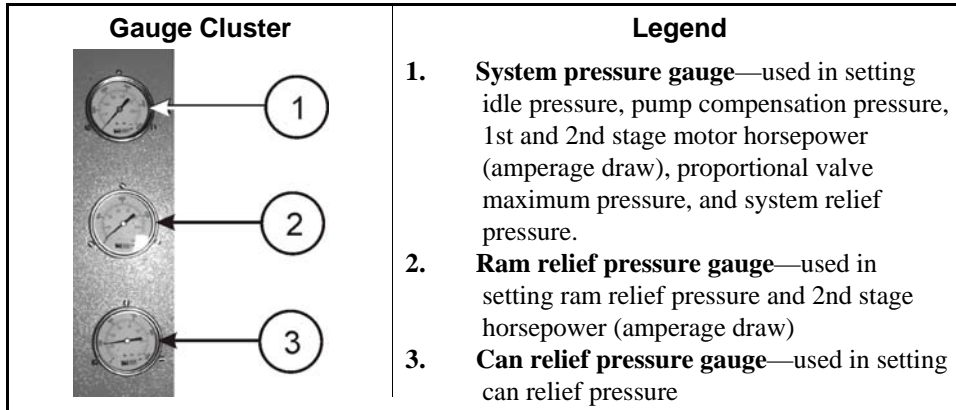 Gauge Cluster
Legend
1
2
3
1. System pressure gauge—used in setting
idle pressure, pump compensation pressure,
1st and 2nd stage motor horsepower
(amperage draw), proportional valve
maximum pressure, and system relief
pressure.
2. Ram relief pressure gauge—used in
setting ram relief pressure and 2nd stage
horsepower (amperage draw)
3. Can relief pressure gauge—used in setting
can relief pressure